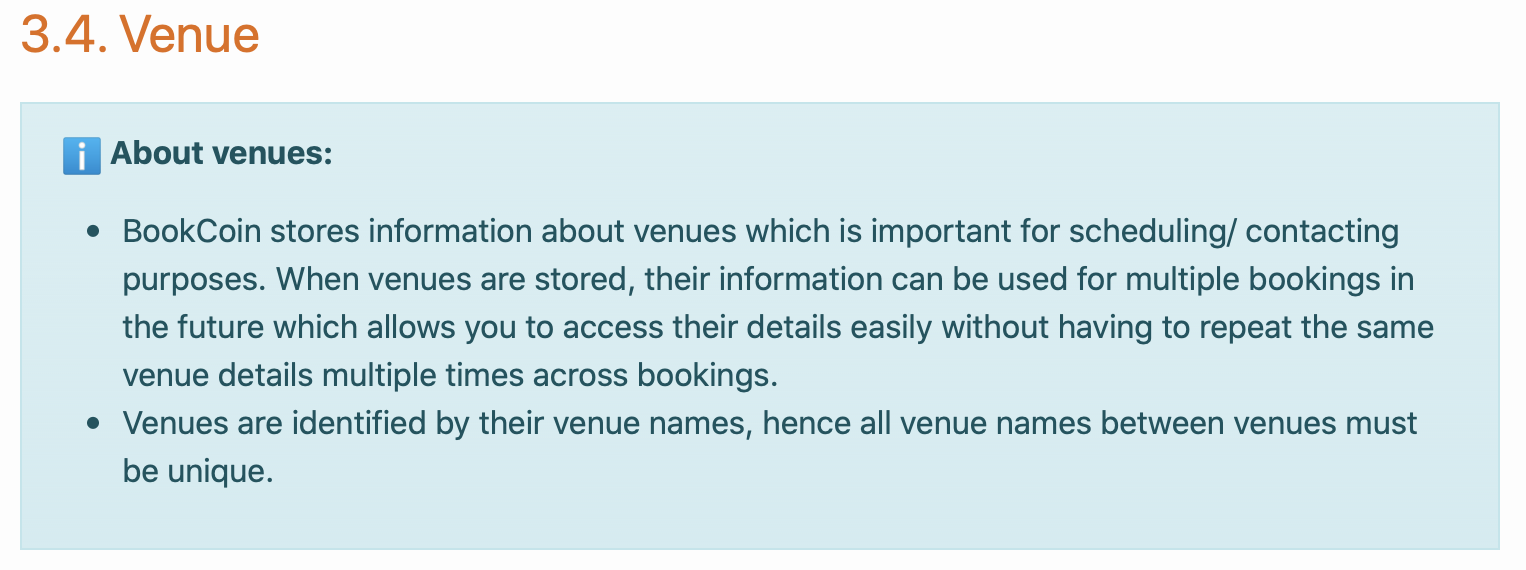 3.4. Venue
ℹ️ About venues:
• BookCoin stores information about venues which is important for scheduling/ contacting
purposes. When venues are stored, their information can be used for multiple bookings in
the future which allows you to access their details easily without having to repeat the same
venue details multiple times across bookings.
• Venues are identified by their venue names, hence all venue names between venues must
be unique.